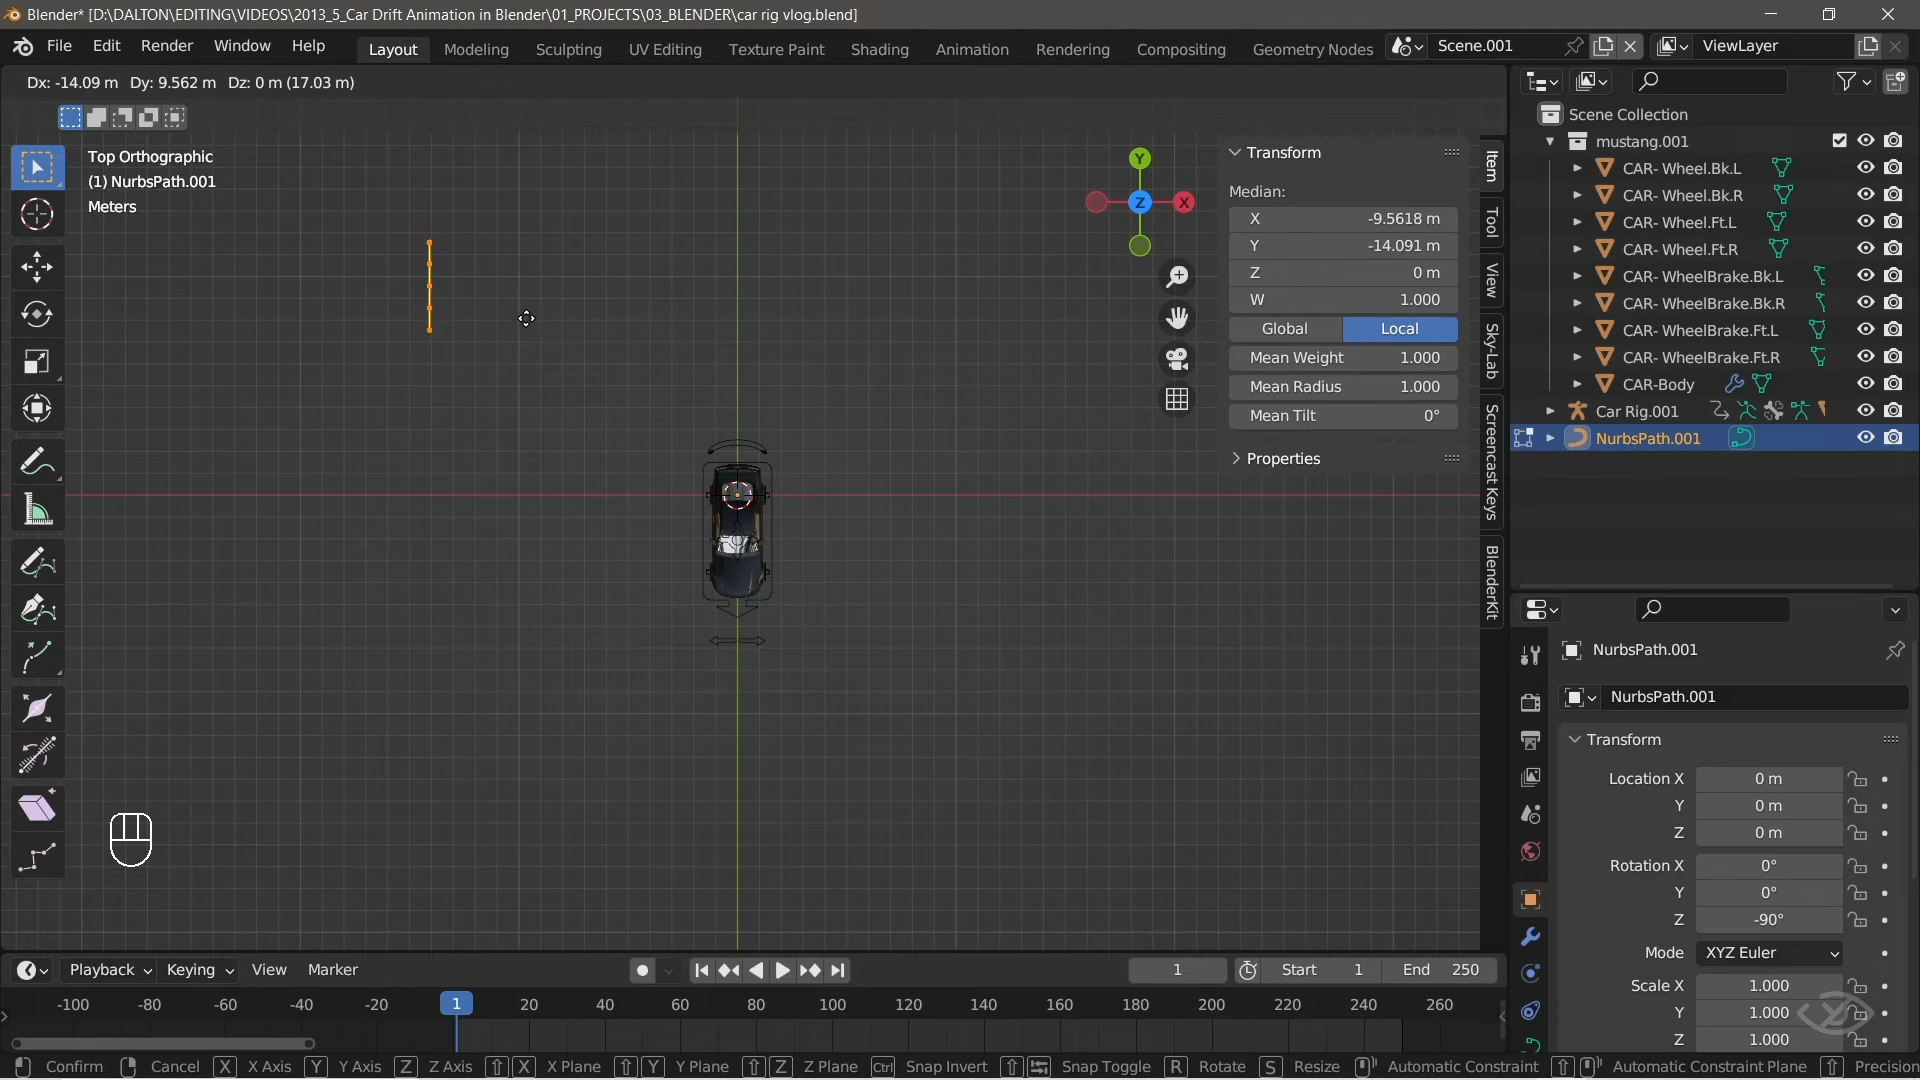 Blender* [D:\DALTON\EDITING\VIDEOS\2013_5_Car Drift Animation in Blender\01_PROJECTS\03_BLENDER\car rig vlog.blend]
File Edit Render Window Help Layout Modeling Sculpting UV Editing Texture Paint Shading Animation Rendering Compositing Geometry Nodes Scene.001 ViewLayer
Dx: -14.09 m Dy: 9.562 m Dz: 0 m (17.03 m)
Top Orthographic
(1) NurbsPath.001
Meters
Y
X
Z
Transform
Median:
X -9.5618 m
Y -14.091 m
Z 0 m
W 1.000
Global Local
Mean Weight 1.000
Mean Radius 1.000
Mean Tilt 0°
Properties
Item
Tool
View
Sky-Lab
Screencast Keys
BlenderKit
Scene Collection
mustang.001
CAR- Wheel.Bk.L
CAR- Wheel.Bk.R
CAR- Wheel.Ft.L
CAR- Wheel.Ft.R
CAR- WheelBrake.Bk.L
CAR- WheelBrake.Bk.R
CAR- WheelBrake.Ft.L
CAR- WheelBrake.Ft.R
CAR-Body
Car Rig.001
NurbsPath.001
NurbsPath.001
NurbsPath.001
Transform
Location X 0 m
Y 0 m
Z 0 m
Rotation X 0°
Y 0°
Z -90°
Mode XYZ Euler
Scale X 1.000
Y 1.000
Z 1.000
Playback Keying View Marker 1 Start 1 End 250
-100 -80 -60 -40 -20 1 20 40 60 80 100 120 140 160 180 200 220 240 260
Confirm Cancel X X Axis Y Y Axis Z Z Axis X X Plane Y Y Plane Z Z Plane Ctrl Snap Invert Snap Toggle R Rotate S Resize Automatic Constraint Automatic Constraint Plane Precision